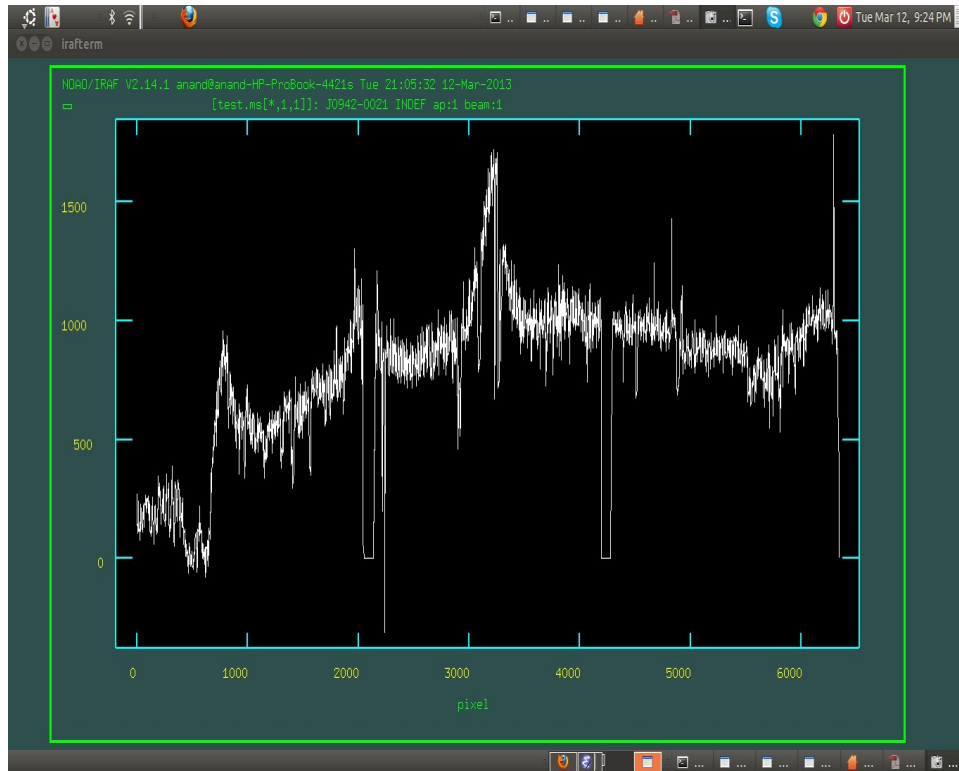 Tue Mar 12, 9:24 PM
irafterm
NOAO/IRAF V2.14.1 anand@anand-HP-ProBook-4421s Tue 21:05:32 12-Mar-2013
[test.ms[*,1,1]]: J0942-0021 INDEF ap:1 beam:1
1500
1000
500
0
0 1000 2000 3000 4000 5000 6000
pixel